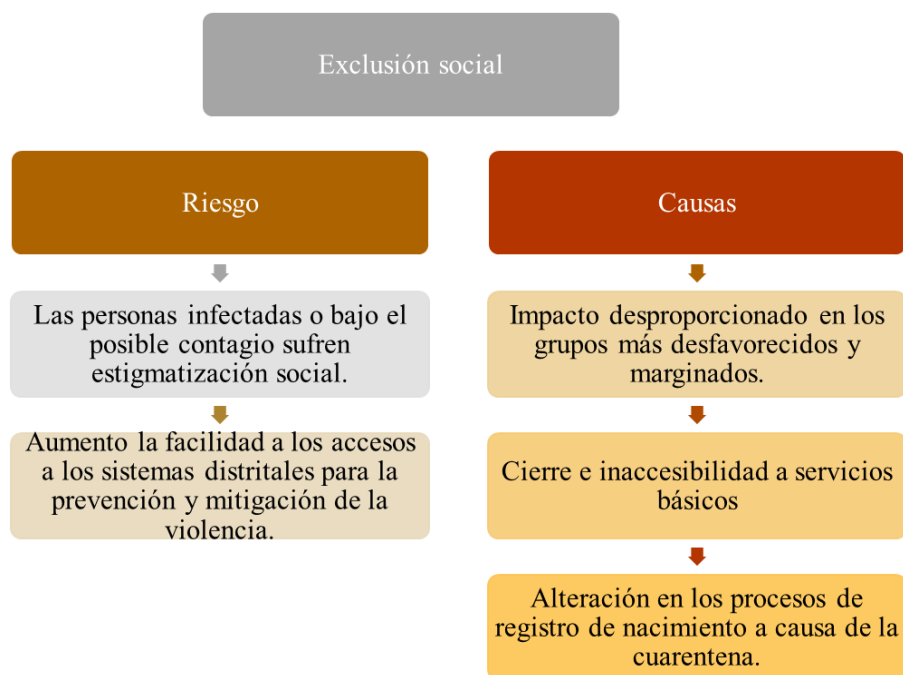 Exclusión social
Riesgo
Las personas infectadas o bajo el
posible contagio sufren
estigmatización social.
Aumento la facilidad a los accesos
a los sistemas distritales para la
prevención y mitigación de la
violencia.
Causas
Impacto desproporcionado en los
grupos más desfavorecidos y
marginados.
Cierre e inaccesibilidad a servicios
básicos
Alteración en los procesos de
registro de nacimiento a causa de la
cuarentena.